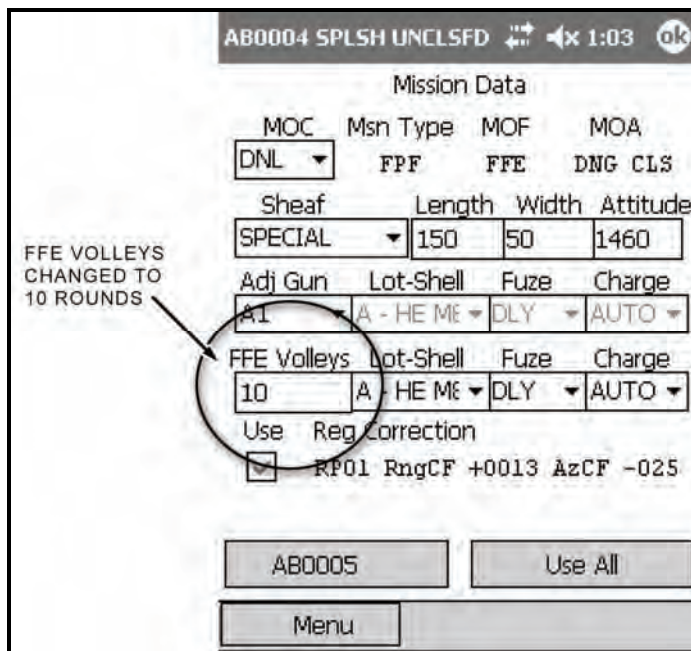 AB0004 SPLSH UNCLSFD 1:03 ok
Mission Data
MOC Msn Type MOF MOA
DNL FPF FFE DNG CLS
Sheaf Length Width Attitude
SPECIAL 150 50 1460
FFE VOLLEYS
CHANGED TO
10 ROUNDS
Adj Gun Lot-Shell Fuze Charge
A1 A - HE M8 DLY AUTO
FFE Volleys Lot-Shell Fuze Charge
10 A - HE M8 DLY AUTO
Use Reg Correction
RP01 RngCF +0013 AzCF -025
AB0005 Use All
Menu